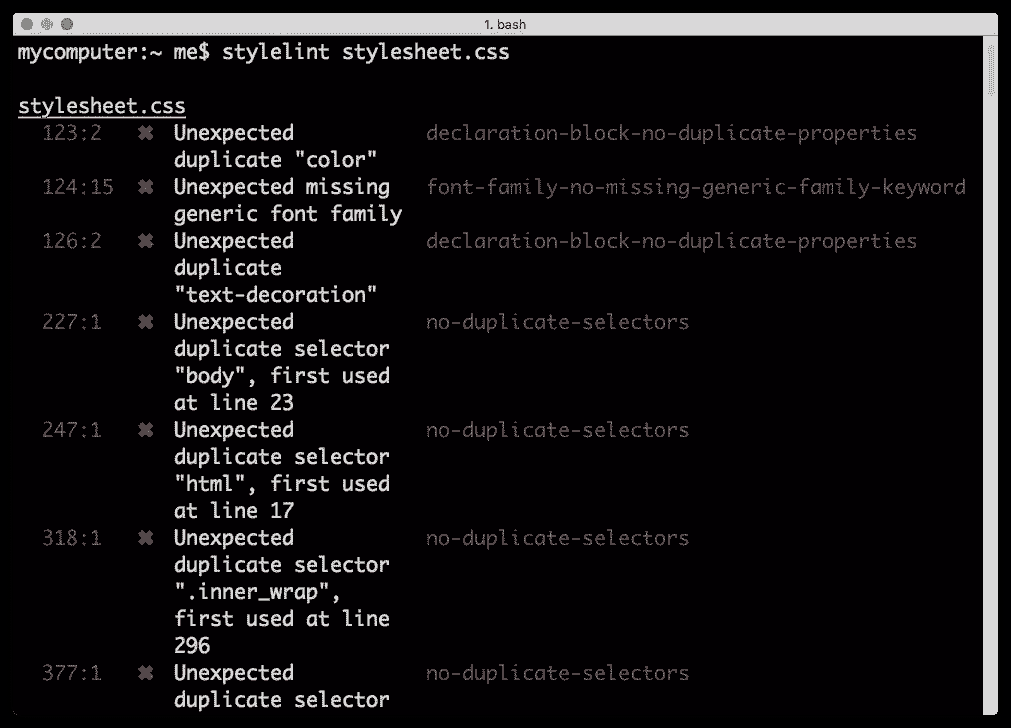 1. bash
mycomputer:~ me$ stylelint stylesheet.css
stylesheet.css
123:2 ✖ Unexpected declaration-block-no-duplicate-properties
duplicate "color"
124:15 ✖ Unexpected missing font-family-no-missing-generic-family-keyword
generic font family
126:2 ✖ Unexpected declaration-block-no-duplicate-properties
duplicate
"text-decoration"
227:1 ✖ Unexpected no-duplicate-selectors
duplicate selector
"body", first used
at line 23
247:1 ✖ Unexpected no-duplicate-selectors
duplicate selector
"html", first used
at line 17
318:1 ✖ Unexpected no-duplicate-selectors
duplicate selector
".inner_wrap",
first used at line
296
377:1 ✖ Unexpected no-duplicate-selectors
duplicate selector